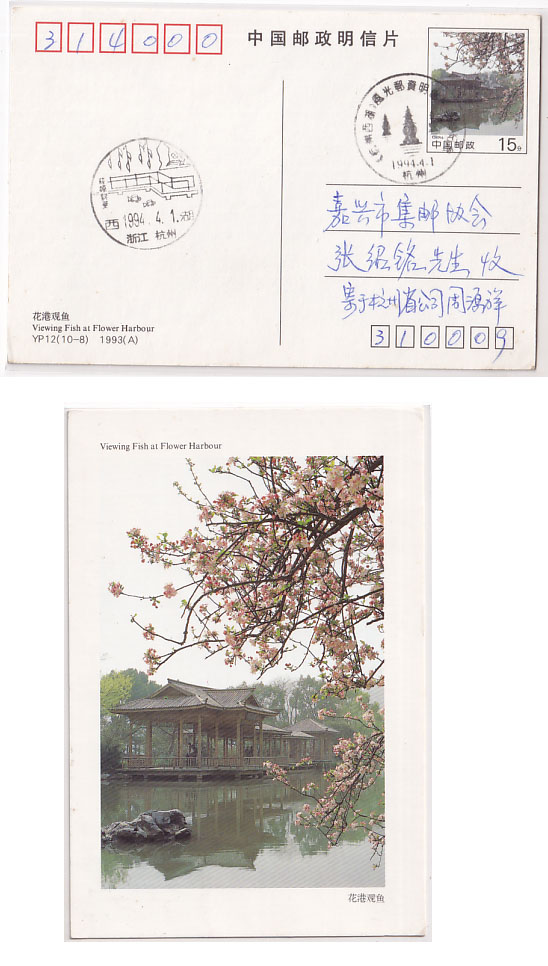 314000
中国邮政明信片
中国邮政 15分
1994.4.1
杭州
西 1994.4.1. 湖
浙江 杭州
嘉兴市集邮协会
张绍铭先生 收
寄于杭州省公司周
310009
花港观鱼
Viewing Fish at Flower Harbour
YP12(10-8) 1993(A)
Viewing Fish at Flower Harbour
花港观鱼